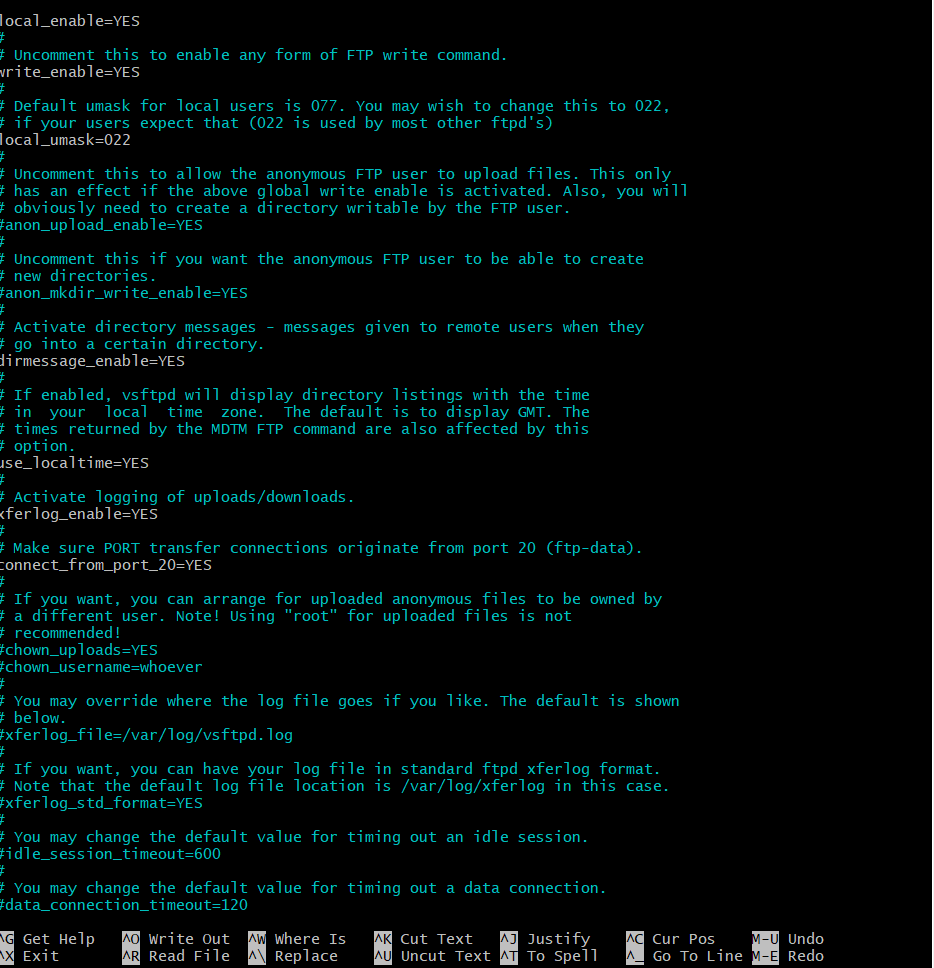 local_enable=YES
#
# Uncomment this to enable any form of FTP write command.
write_enable=YES
#
# Default umask for local users is 077. You may wish to change this to 022,
# if your users expect that (022 is used by most other ftpd's)
local_umask=022
#
# Uncomment this to allow the anonymous FTP user to upload files. This only
# has an effect if the above global write enable is activated. Also, you will
# obviously need to create a directory writable by the FTP user.
#anon_upload_enable=YES
#
# Uncomment this if you want the anonymous FTP user to be able to create
# new directories.
#anon_mkdir_write_enable=YES
#
# Activate directory messages - messages given to remote users when they
# go into a certain directory.
dirmessage_enable=YES
#
# If enabled, vsftpd will display directory listings with the time
# in  your  local  time  zone.  The default is to display GMT. The
# times returned by the MDTM FTP command are also affected by this
# option.
use_localtime=YES
#
# Activate logging of uploads/downloads.
xferlog_enable=YES
#
# Make sure PORT transfer connections originate from port 20 (ftp-data).
connect_from_port_20=YES
#
# If you want, you can arrange for uploaded anonymous files to be owned by
# a different user. Note! Using "root" for uploaded files is not
# recommended!
#chown_uploads=YES
#chown_username=whoever
#
# You may override where the log file goes if you like. The default is shown
# below.
#xferlog_file=/var/log/vsftpd.log
#
# If you want, you can have your log file in standard ftpd xferlog format.
# Note that the default log file location is /var/log/xferlog in this case.
#xferlog_std_format=YES
#
# You may change the default value for timing out an idle session.
#idle_session_timeout=600
#
# You may change the default value for timing out a data connection.
#data_connection_timeout=120
^G Get Help ^O Write Out ^W Where Is ^K Cut Text ^J Justify ^C Cur Pos M-U Undo
^X Exit ^R Read File ^\ Replace ^U Uncut Text ^T To Spell ^_ Go To Line M-E Redo